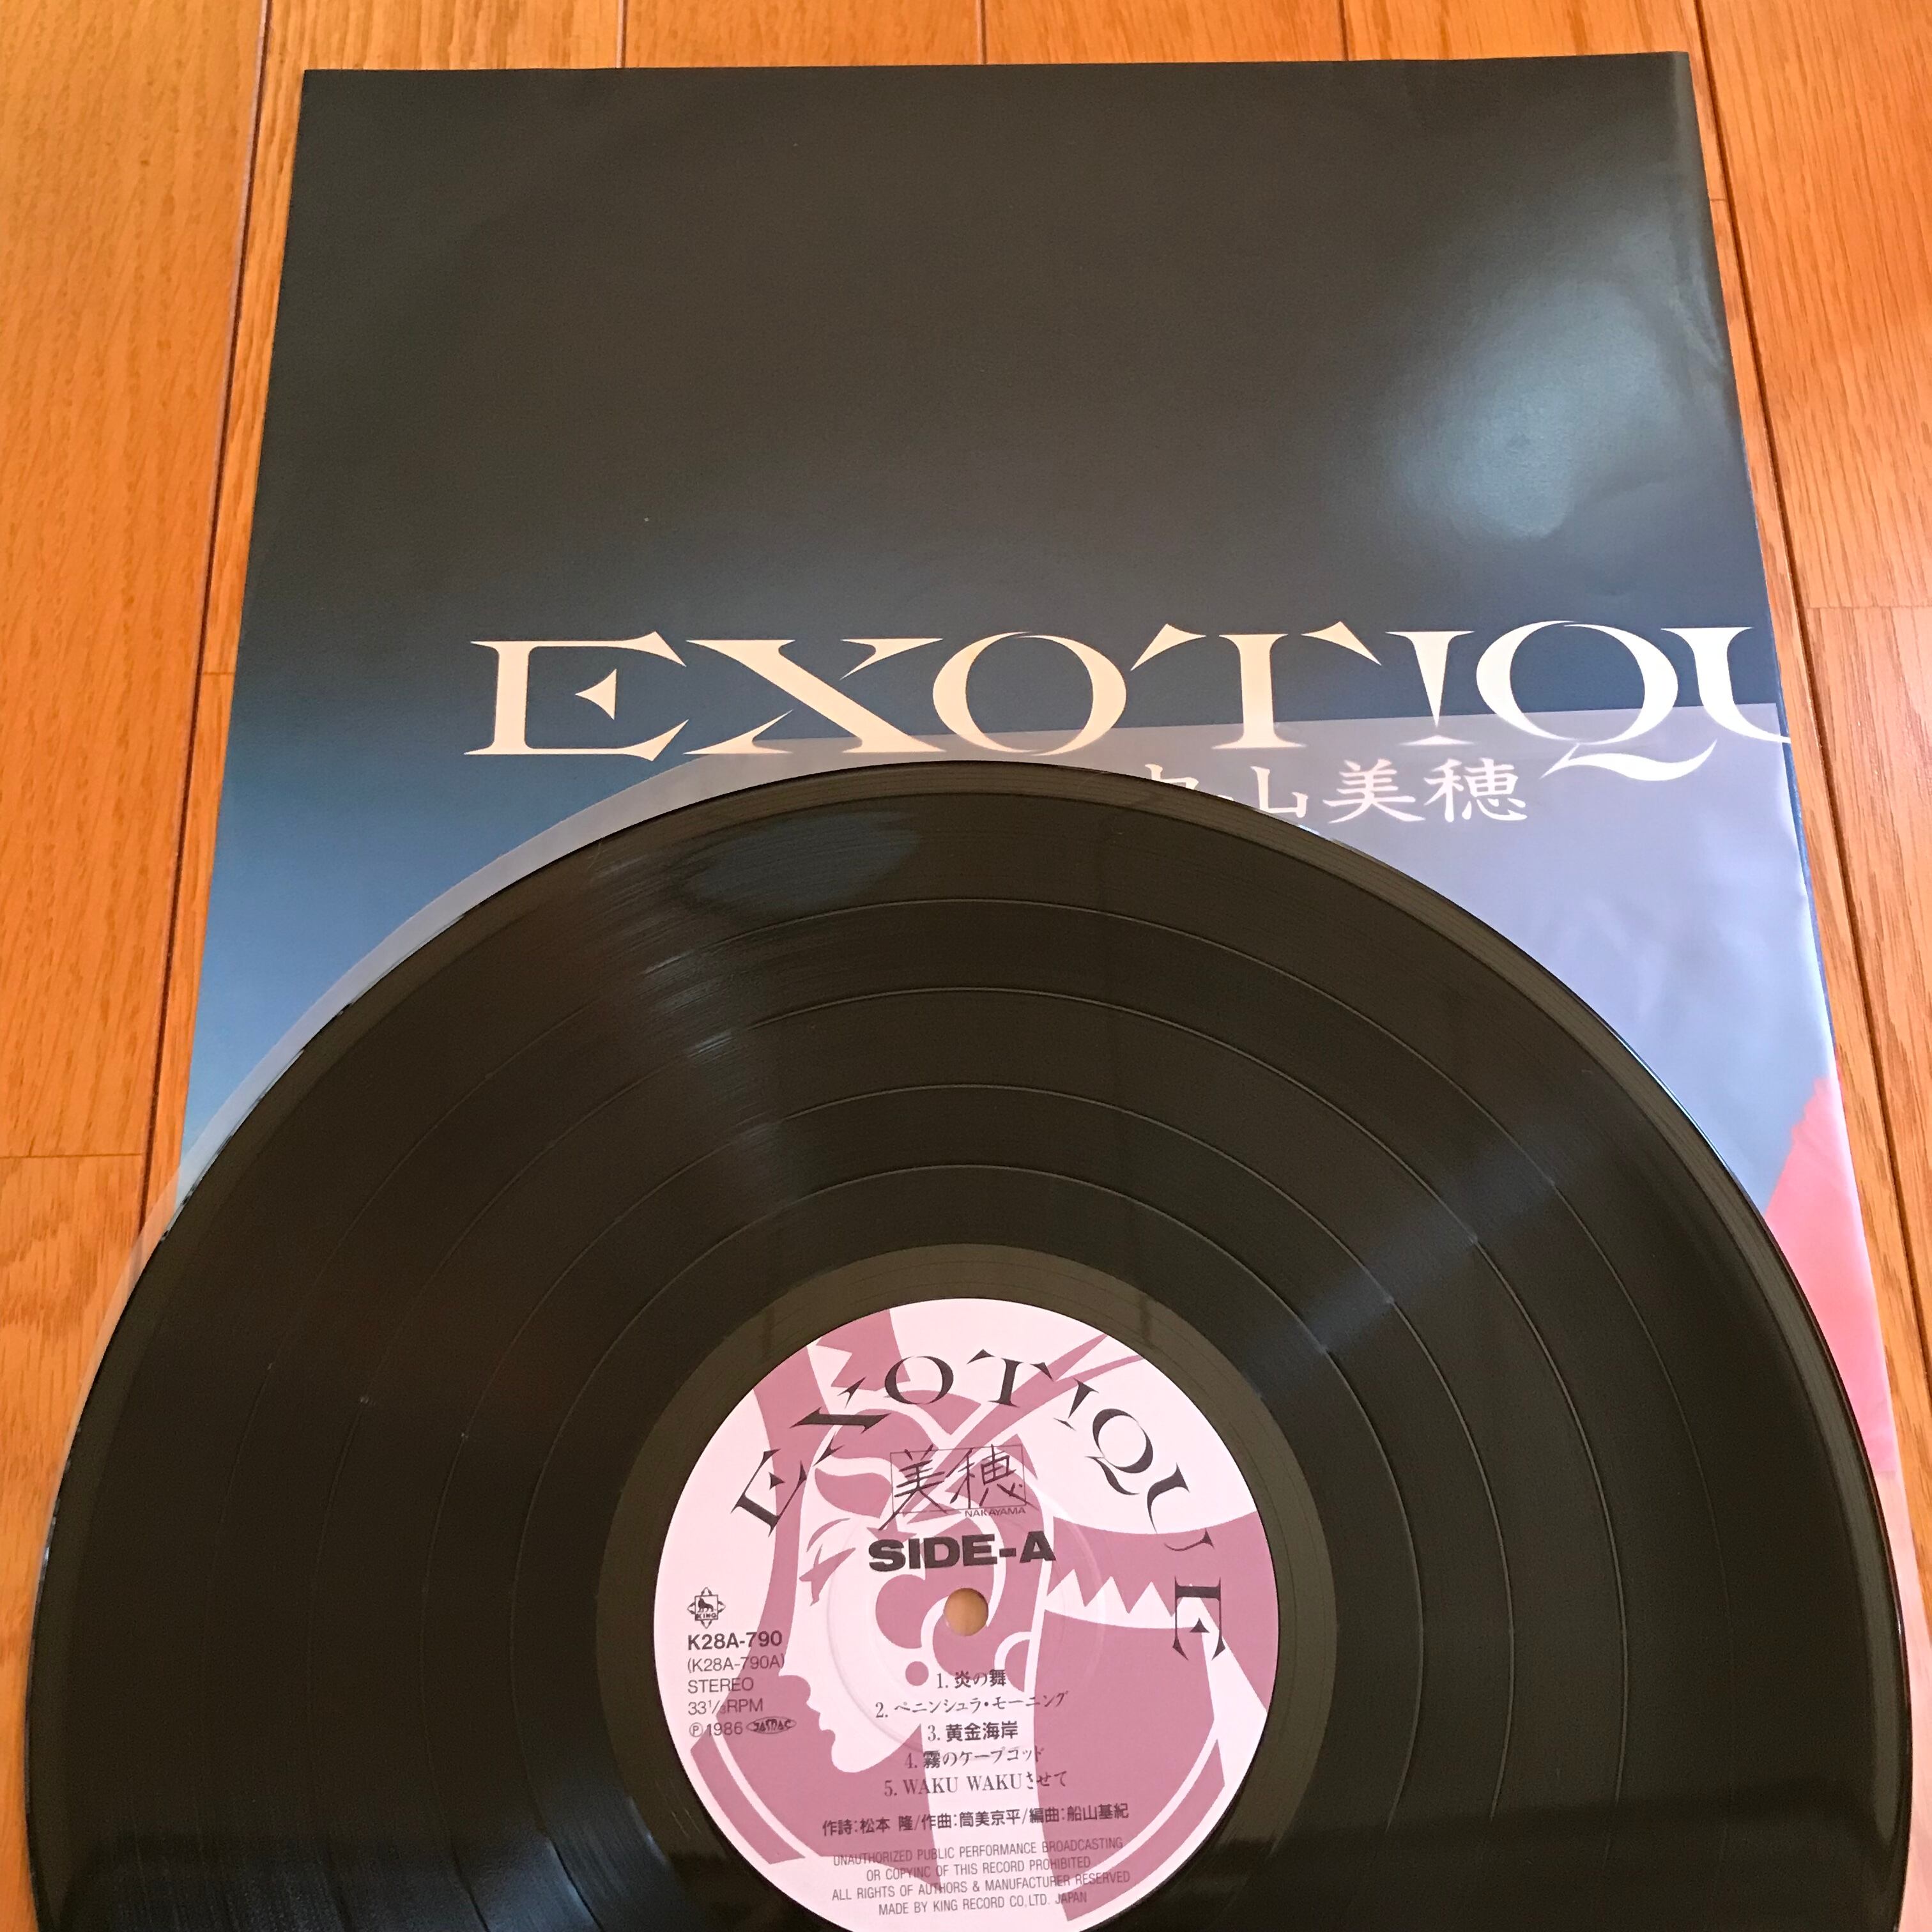 EXOTIQU
山美穂
EXOTIQUE
美穂
NAKAYAMA
SIDE-A
KING
K28A-790
(K28A-790A)
STEREO
33⅓RPM
Ⓟ1986 JASRAC
1. 炎の舞
2. ペニンシュラ・モーニング
3. 黄金海岸
4. 霧のケープコッド
5. WAKU WAKUさせて
作詩:松本 隆/作曲:筒美京平/編曲:船山基紀
UNAUTHORIZED PUBLIC PERFORMANCE BROADCASTING
OR COPYING OF THIS RECORD PROHIBITED
ALL RIGHTS OF AUTHORS & MANUFACTURER RESERVED
MADE BY KING RECORD CO.LTD. JAPAN